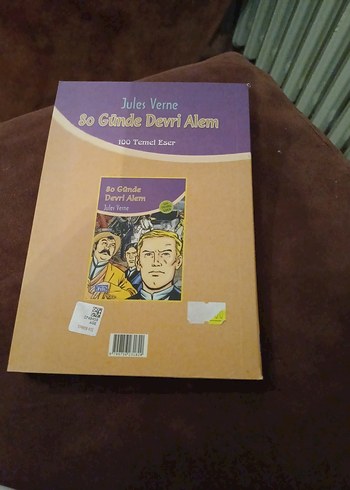 Jules Verne
80 Günde Devri Alem
100 Temel Eser
80 Günde
Devri Alem
Jules Verne